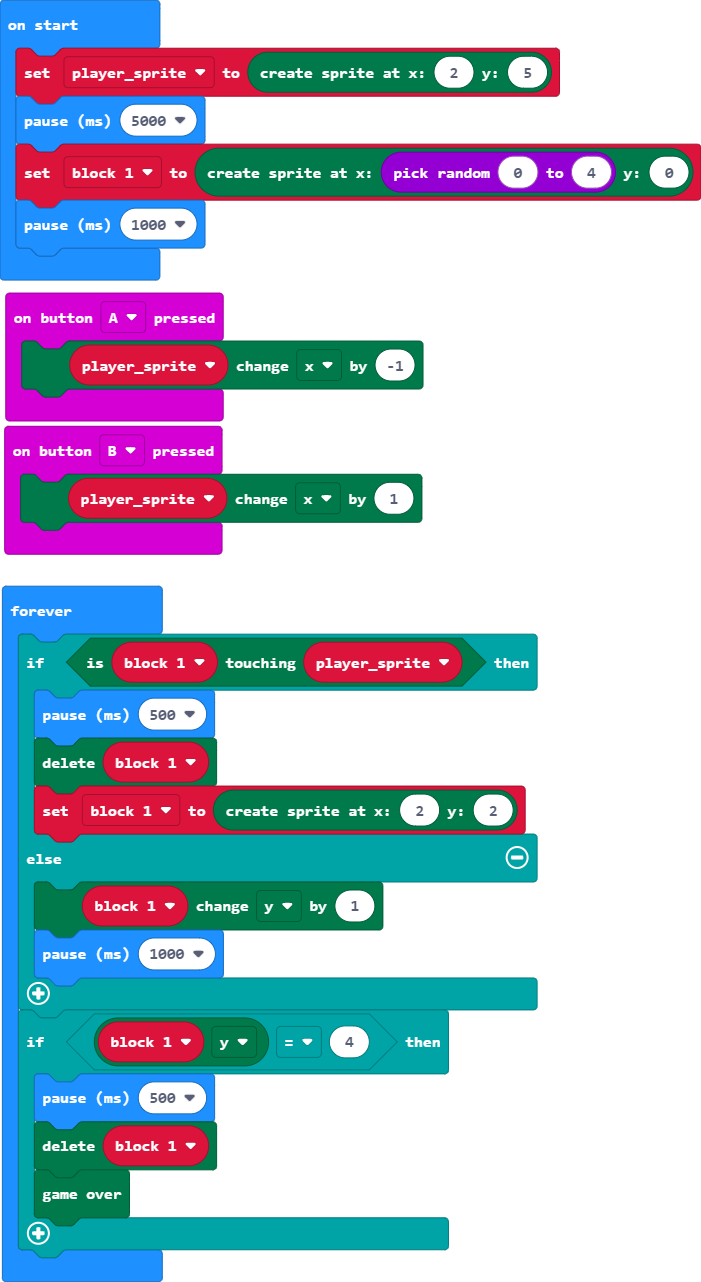 on start
set player_sprite to create sprite at x: 2 y: 5
pause (ms) 5000
set block 1 to create sprite at x: pick random 0 to 4 y: 0
pause (ms) 1000
on button A pressed
player_sprite change x by -1
on button B pressed
player_sprite change x by 1
forever
if is block 1 touching player_sprite then
pause (ms) 500
delete block 1
set block 1 to create sprite at x: 2 y: 2
else
block 1 change y by 1
pause (ms) 1000
if block 1 y = 4 then
pause (ms) 500
delete block 1
game over